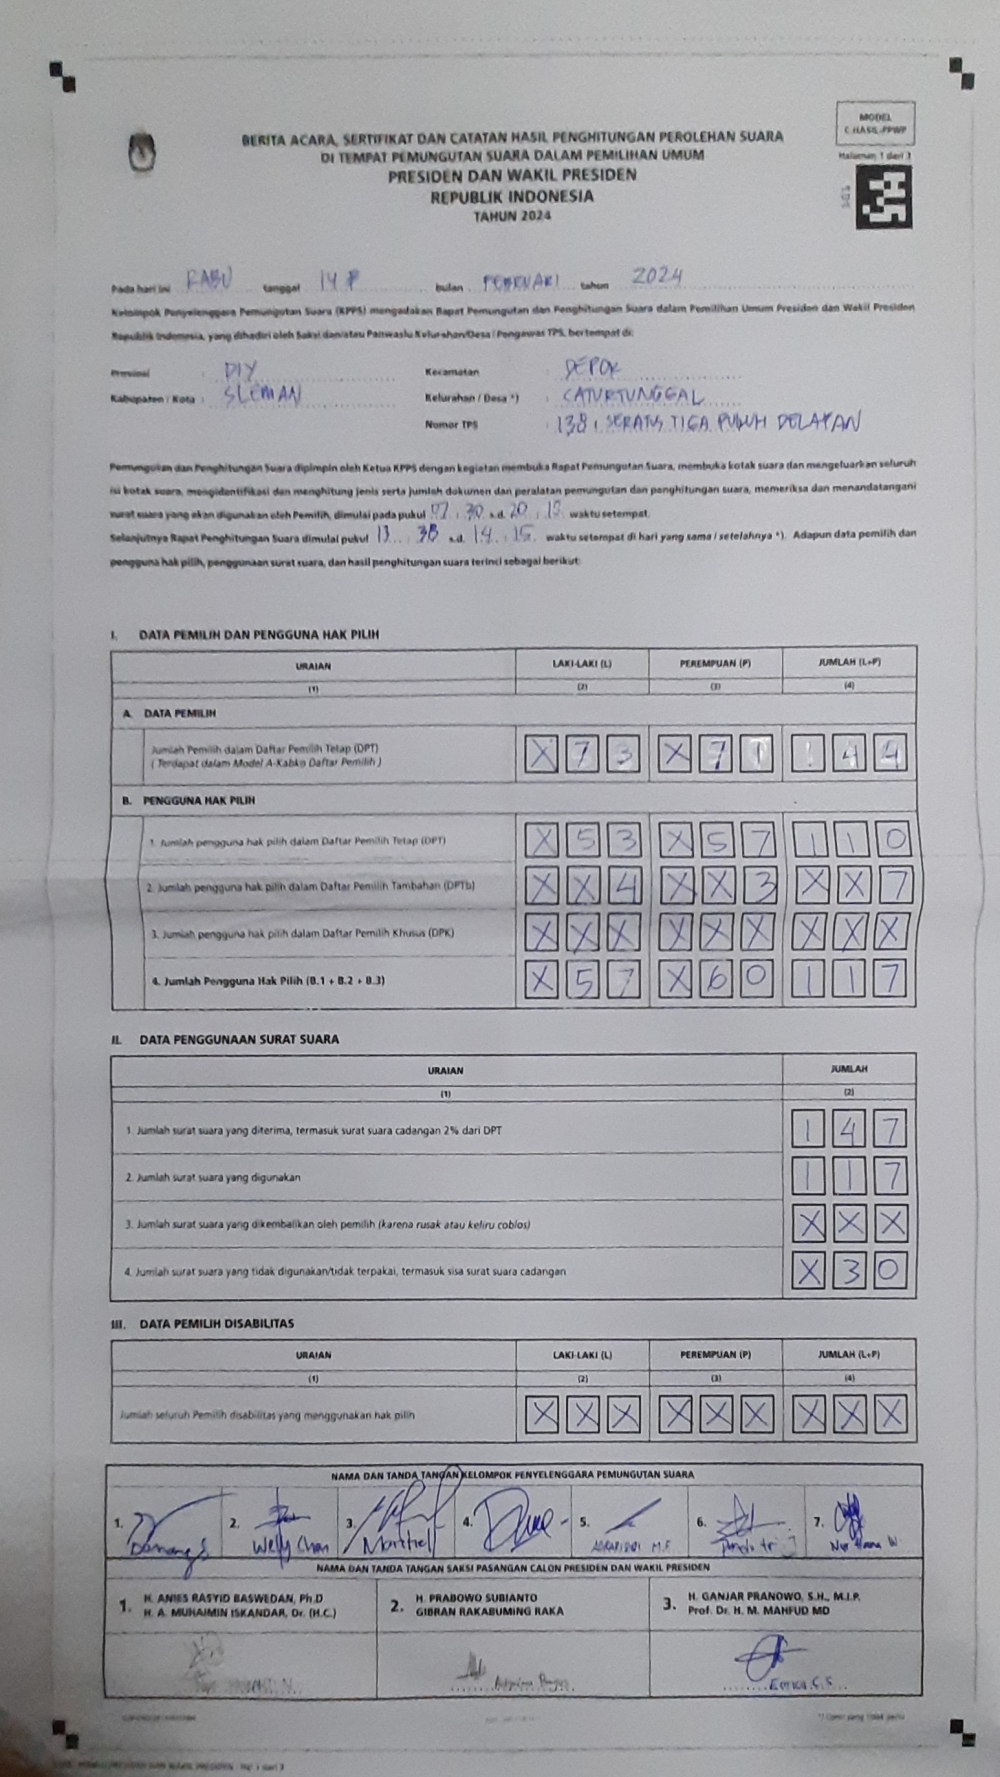 MODEL
C.HASIL-PPWP
Halaman 1 dari 3
BERITA ACARA, SERTIFIKAT DAN CATATAN HASIL PENGHITUNGAN PEROLEHAN SUARA
DI TEMPAT PEMUNGUTAN SUARA DALAM PEMILIHAN UMUM
PRESIDEN DAN WAKIL PRESIDEN
REPUBLIK INDONESIA
TAHUN 2024
Pada hari ini RABU tanggal 14 bulan FEBRUARI tahun 2024
Kelompok Penyelenggara Pemungutan Suara (KPPS) mengadakan Rapat Pemungutan dan Penghitungan Suara dalam Pemilihan Umum Presiden dan Wakil Presiden
Republik Indonesia, yang dihadiri oleh Saksi dan/atau Panwaslu Kelurahan/Desa / Pengawas TPS, bertempat di:
Provinsi : DIY Kecamatan : DEPOK
Kabupaten / Kota : SLEMAN Kelurahan / Desa *) : CATURTUNGGAL
Nomor TPS : 138 , SERATUS TIGA PULUH DELAPAN
Pemungutan dan Penghitungan Suara dipimpin oleh Ketua KPPS dengan kegiatan membuka Rapat Pemungutan Suara, membuka kotak suara dan mengeluarkan seluruh
isi kotak suara, mengidentifikasi dan menghitung jenis serta jumlah dokumen dan peralatan pemungutan dan penghitungan suara, memeriksa dan menandatangani
surat suara yang akan digunakan oleh Pemilih, dimulai pada pukul 07 : 30 s.d. 20 : 15 waktu setempat.
Selanjutnya Rapat Penghitungan Suara dimulai pukul 13 : 38 s.d. 14 : 15 waktu setempat di hari yang sama / setelahnya *). Adapun data pemilih dan
pengguna hak pilih, penggunaan surat suara, dan hasil penghitungan suara terinci sebagai berikut:
I. DATA PEMILIH DAN PENGGUNA HAK PILIH
URAIAN LAKI-LAKI (L) PEREMPUAN (P) JUMLAH (L+P)
(1) (2) (3) (4)
A. DATA PEMILIH
Jumlah Pemilih dalam Daftar Pemilih Tetap (DPT) X 7 3 X 7 1 1 4 4
( Terdapat dalam Model A-Kabko Daftar Pemilih )
B. PENGGUNA HAK PILIH
1. Jumlah pengguna hak pilih dalam Daftar Pemilih Tetap (DPT) X 5 3 X 5 7 1 1 0
2. Jumlah pengguna hak pilih dalam Daftar Pemilih Tambahan (DPTb) X X 4 X X 3 X X 7
3. Jumlah pengguna hak pilih dalam Daftar Pemilih Khusus (DPK) X X X X X X X X X
4. Jumlah Pengguna Hak Pilih (B.1 + B.2 + B.3) X 5 7 X 6 0 1 1 7
II. DATA PENGGUNAAN SURAT SUARA
URAIAN JUMLAH
(1) (2)
1. Jumlah surat suara yang diterima, termasuk surat suara cadangan 2% dari DPT 1 4 7
2. Jumlah surat suara yang digunakan 1 1 7
3. Jumlah surat suara yang dikembalikan oleh pemilih (karena rusak atau keliru coblos) X X X
4. Jumlah surat suara yang tidak digunakan/tidak terpakai, termasuk sisa surat suara cadangan X 3 0
III. DATA PEMILIH DISABILITAS
URAIAN LAKI-LAKI (L) PEREMPUAN (P) JUMLAH (L+P)
(1) (2) (3) (4)
Jumlah seluruh Pemilih disabilitas yang menggunakan hak pilih X X X X X X X X X
NAMA DAN TANDA TANGAN KELOMPOK PENYELENGGARA PEMUNGUTAN SUARA
1. 2. 3. 4. 5. 6. 7.
Danang S Welly Chan
NAMA DAN TANDA TANGAN SAKSI PASANGAN CALON PRESIDEN DAN WAKIL PRESIDEN
1. H. ANIES RASYID BASWEDAN, Ph.D
H. A. MUHAIMIN ISKANDAR, Dr. (H.C.)
2. H. PRABOWO SUBIANTO
GIBRAN RAKABUMING RAKA
3. H. GANJAR PRANOWO, S.H., M.I.P.
Prof. Dr. H. M. MAHFUD MD
Erma C.S.
*) Coret yang tidak perlu